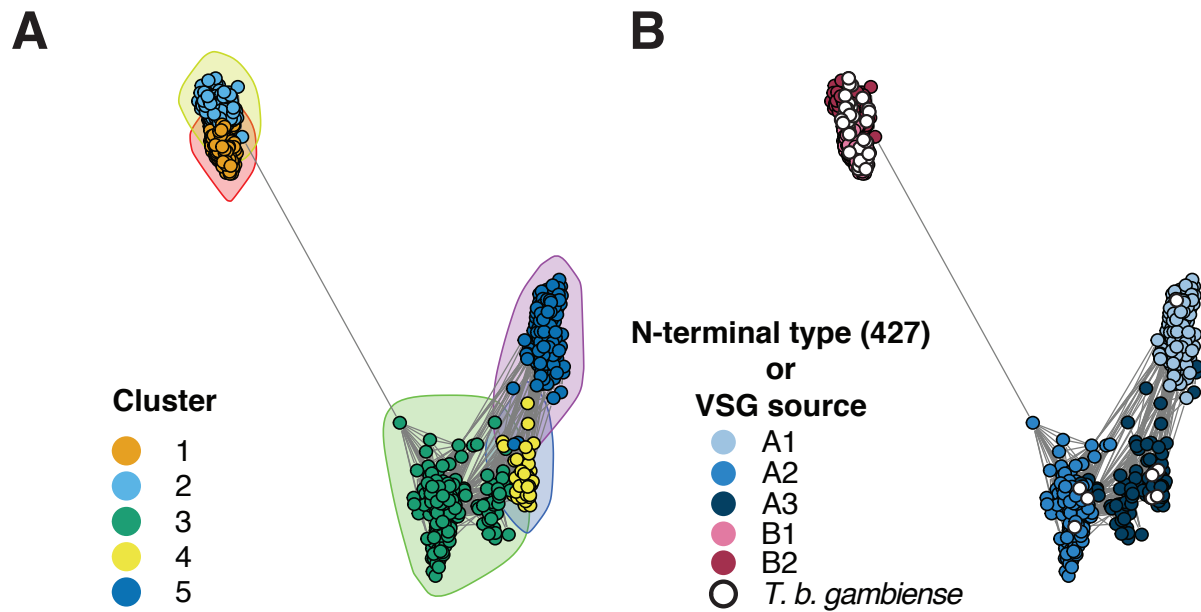 A
B
Cluster
1
2
3
4
5
N-terminal type (427)
or
VSG source
A1
A2
A3
B1
B2
T. b. gambiense